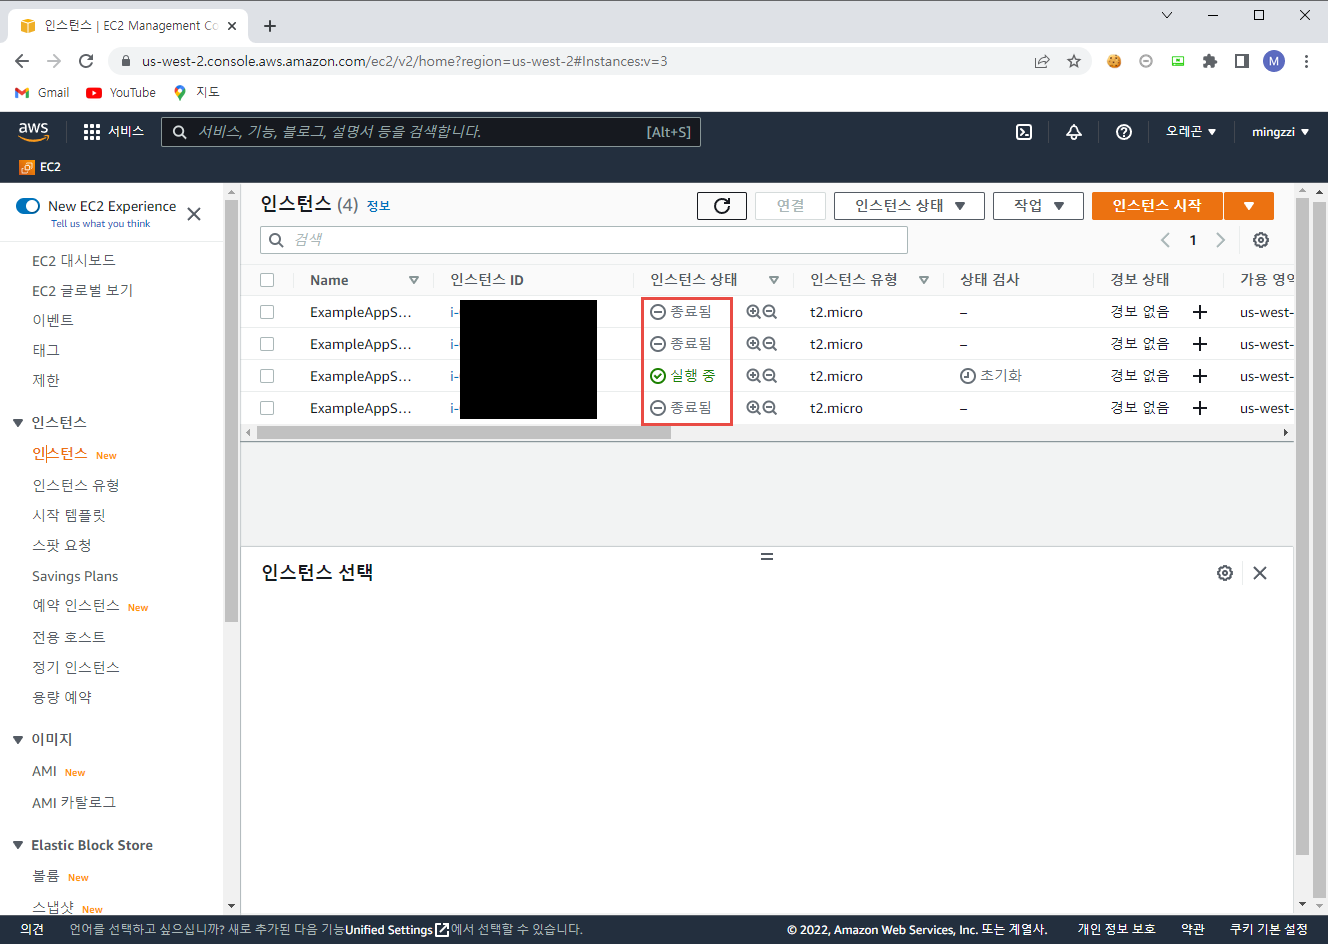 인스턴스 | EC2 Management Co
us-west-2.console.aws.amazon.com/ec2/v2/home?region=us-west-2#Instances:v=3
M
Gmail YouTube 지도
aws 서비스 서비스, 기능, 블로그, 설명서 등을 검색합니다. [Alt+S] 오레곤 ▼ mingzzi ▼
EC2
New EC2 Experience
Tell us what you think
EC2 대시보드
EC2 글로벌 보기
이벤트
태그
제한
인스턴스
인스턴스 New
인스턴스 유형
시작 템플릿
스팟 요청
Savings Plans
예약 인스턴스 New
전용 호스트
정기 인스턴스
용량 예약
이미지
AMI New
AMI 카탈로그
Elastic Block Store
볼륨 New
스냅샷 New
인스턴스 (4) 정보 연결 인스턴스 상태 ▼ 작업 ▼ 인스턴스 시작 ▼
검색 1
Name 인스턴스 ID 인스턴스 상태 인스턴스 유형 상태 검사 경보 상태 가용 영역
ExampleAppS... i- 종료됨 t2.micro – 경보 없음 + us-west-
ExampleAppS... i- 종료됨 t2.micro – 경보 없음 + us-west-
ExampleAppS... i- 실행 중 t2.micro 초기화 경보 없음 + us-west-
ExampleAppS... i- 종료됨 t2.micro – 경보 없음 + us-west-
인스턴스 선택
의견 언어를 선택하고 싶으십니까? 새로 추가된 다음 기능Unified Settings에서 선택할 수 있습니다. © 2022, Amazon Web Services, Inc. 또는 계열사. 개인 정보 보호 약관 쿠키 기본 설정